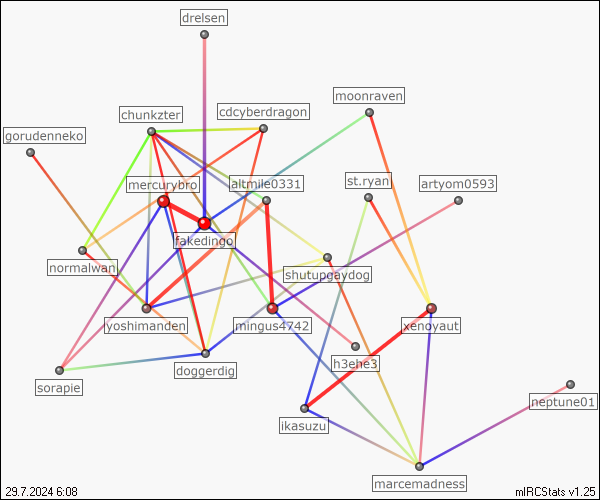 drelsen
moonraven
cdcyberdragon
chunkzter
gorudenneko
mercurybro
altmile0331
st.ryan
artyom0593
fakedingo
normalwan
shutupgaydog
yoshimanden
mingus4742
xenoyaut
h3ehe3
doggerdig
sorapie
neptune01
ikasuzu
marcemadness
29.7.2024 6:08
mIRCStats v1.25